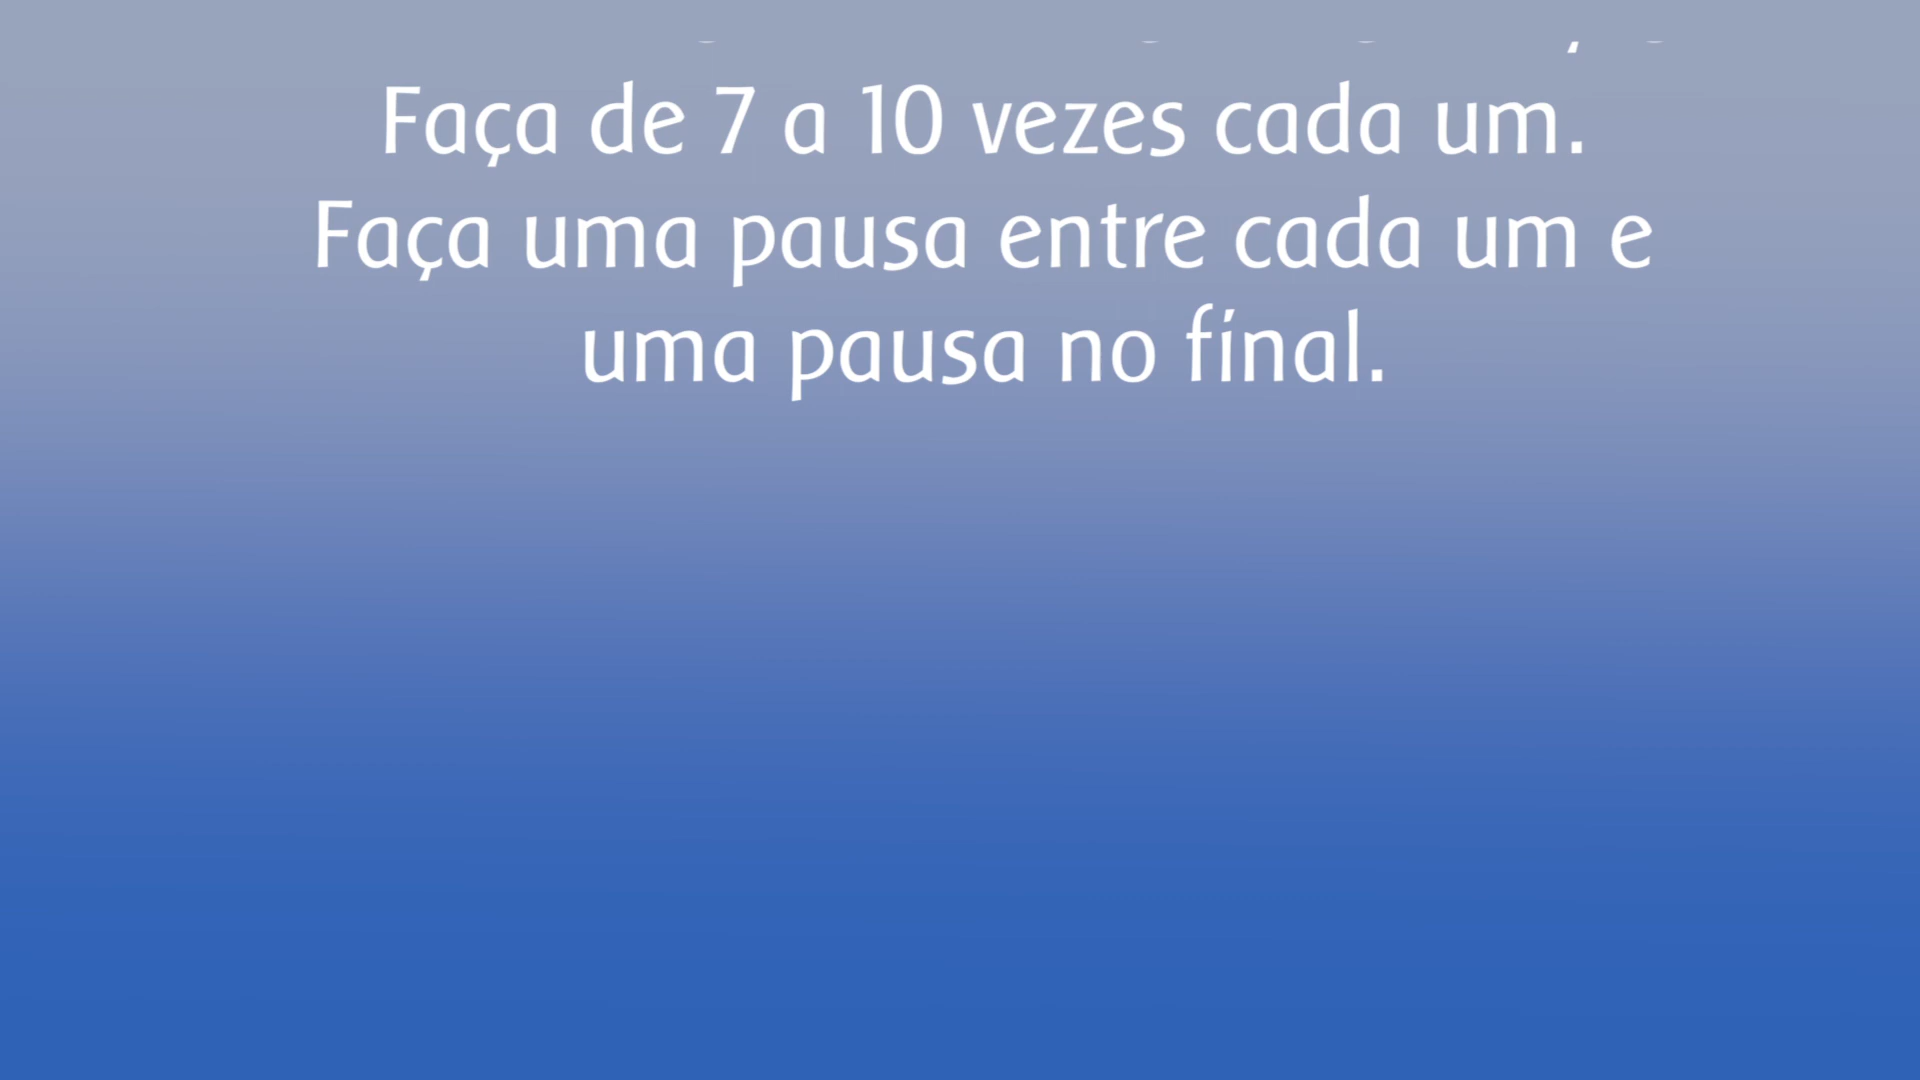 Faça de 7 a 10 vezes cada um.
Faça uma pausa entre cada um e
uma pausa no final.